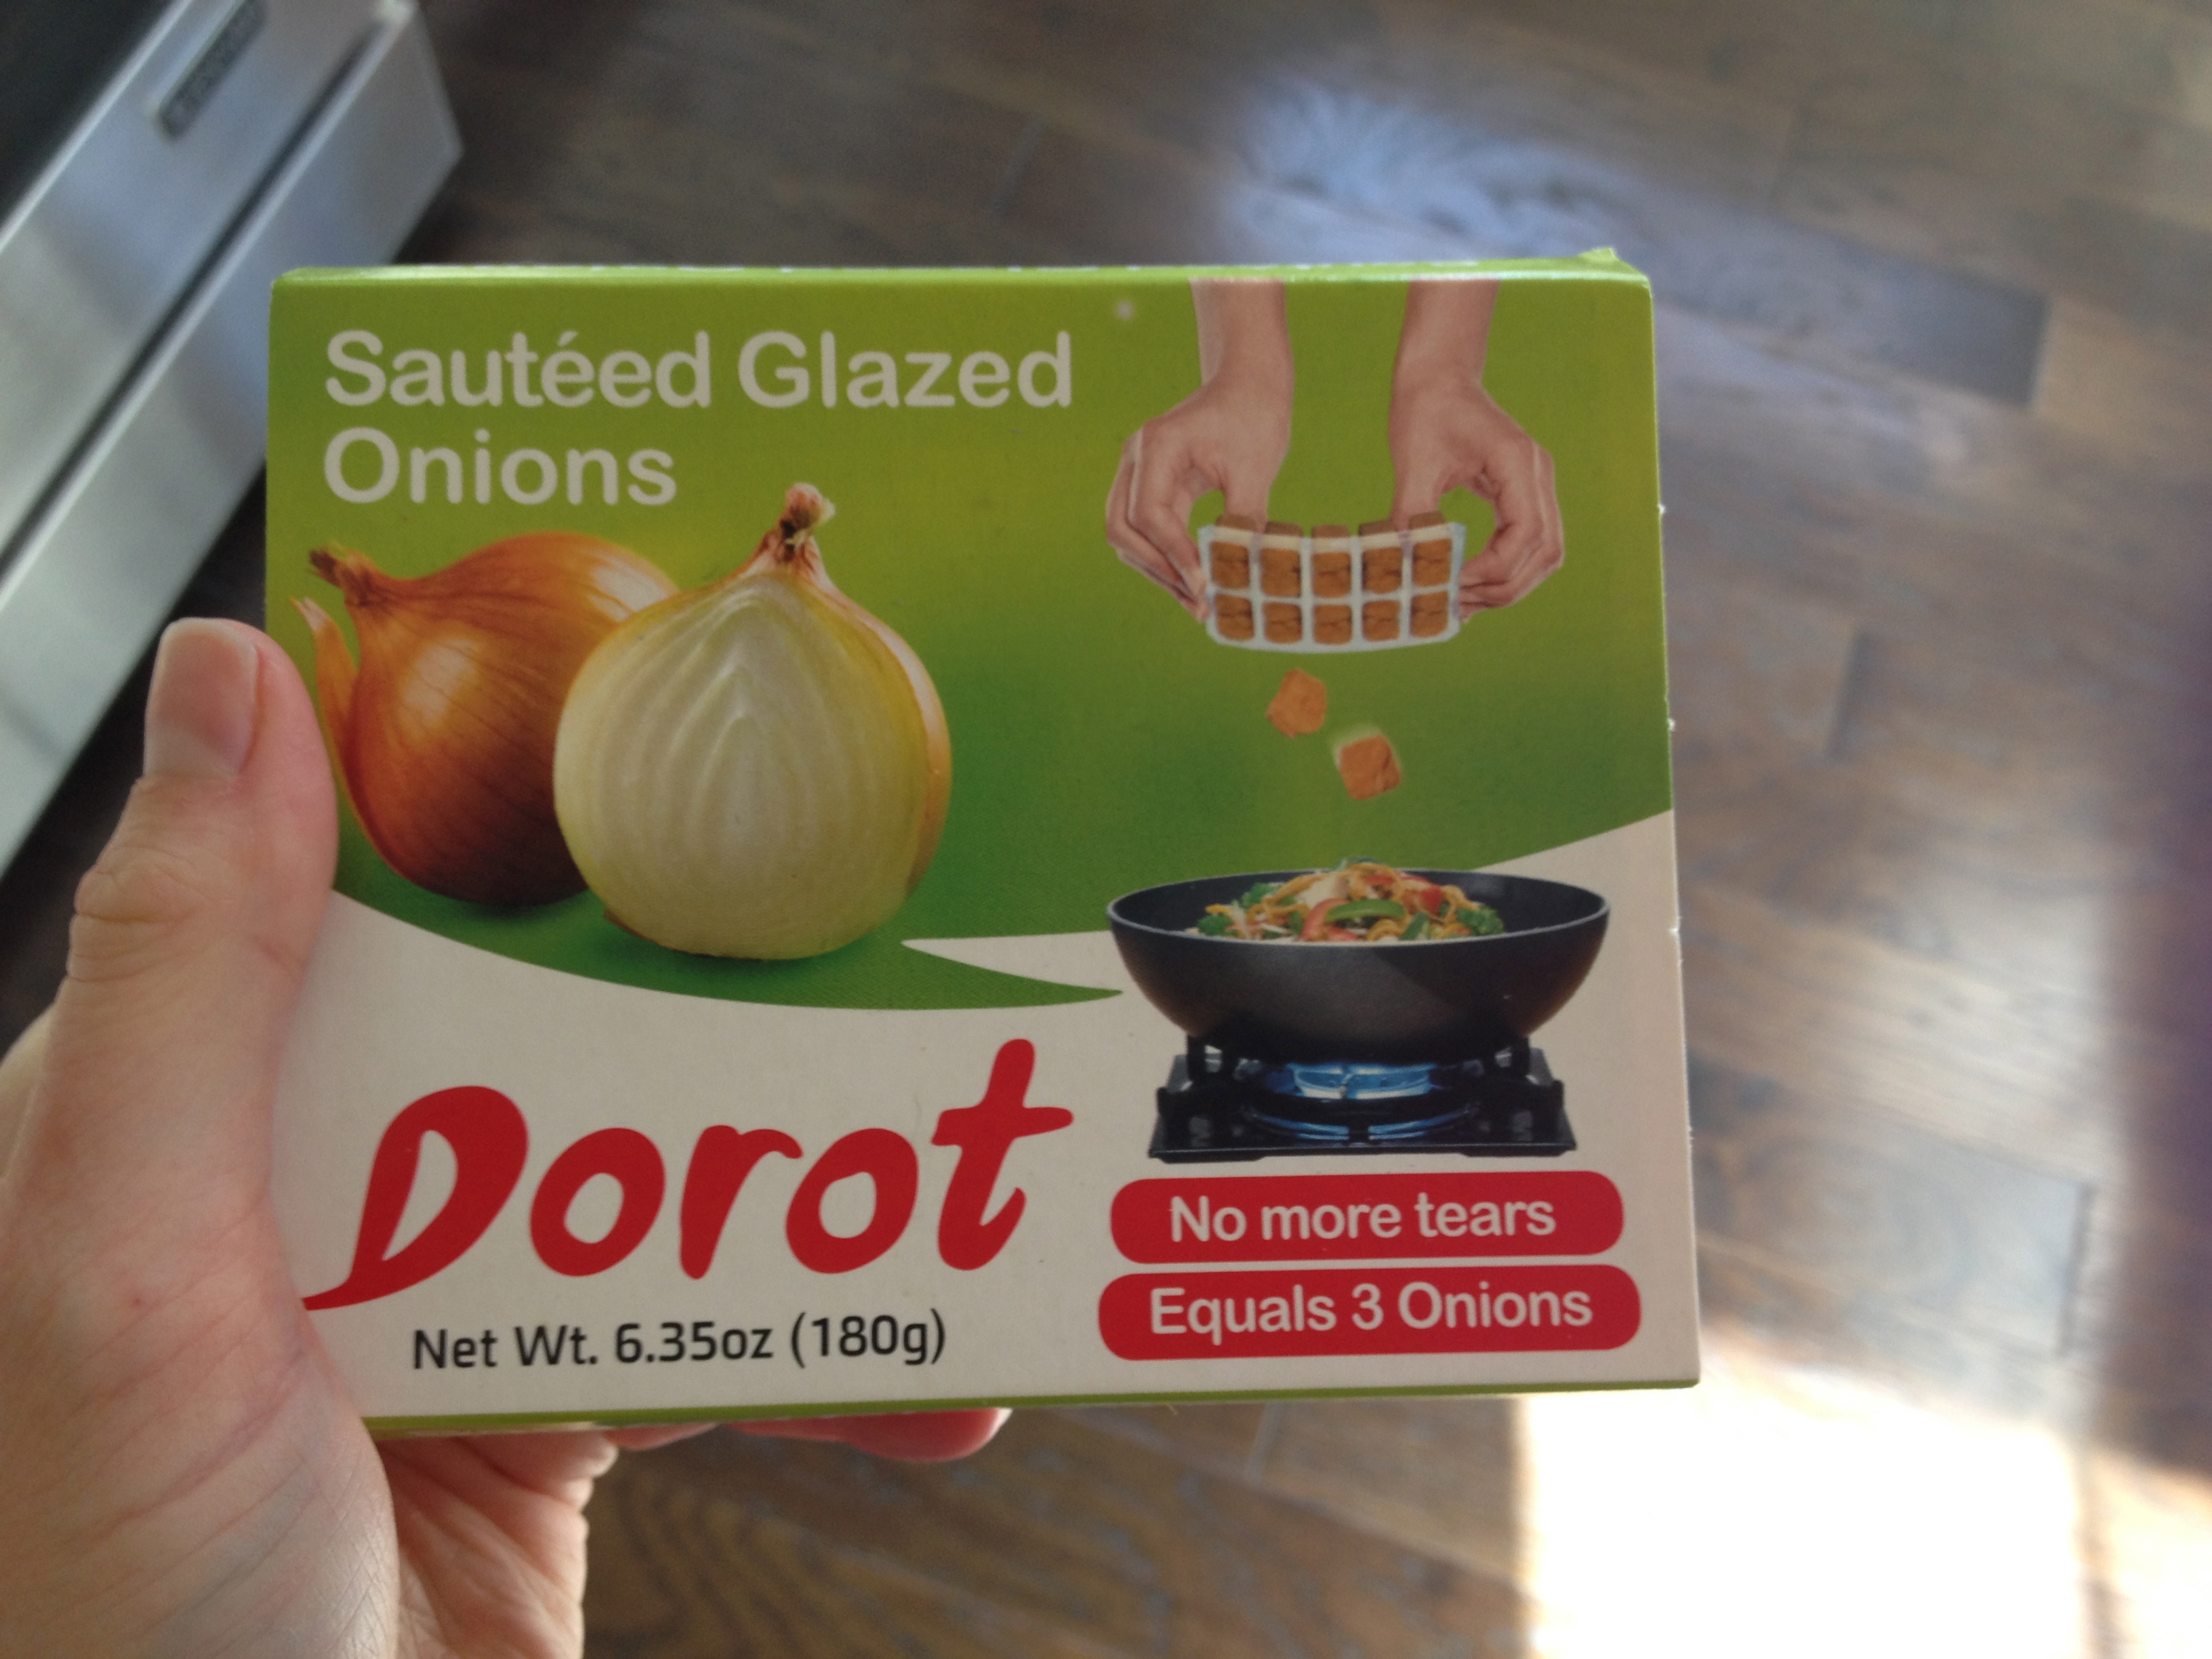 Sautéed Glazed
Onions
Dorot
Net Wt. 6.35oz (180g)
No more tears
Equals 3 Onions